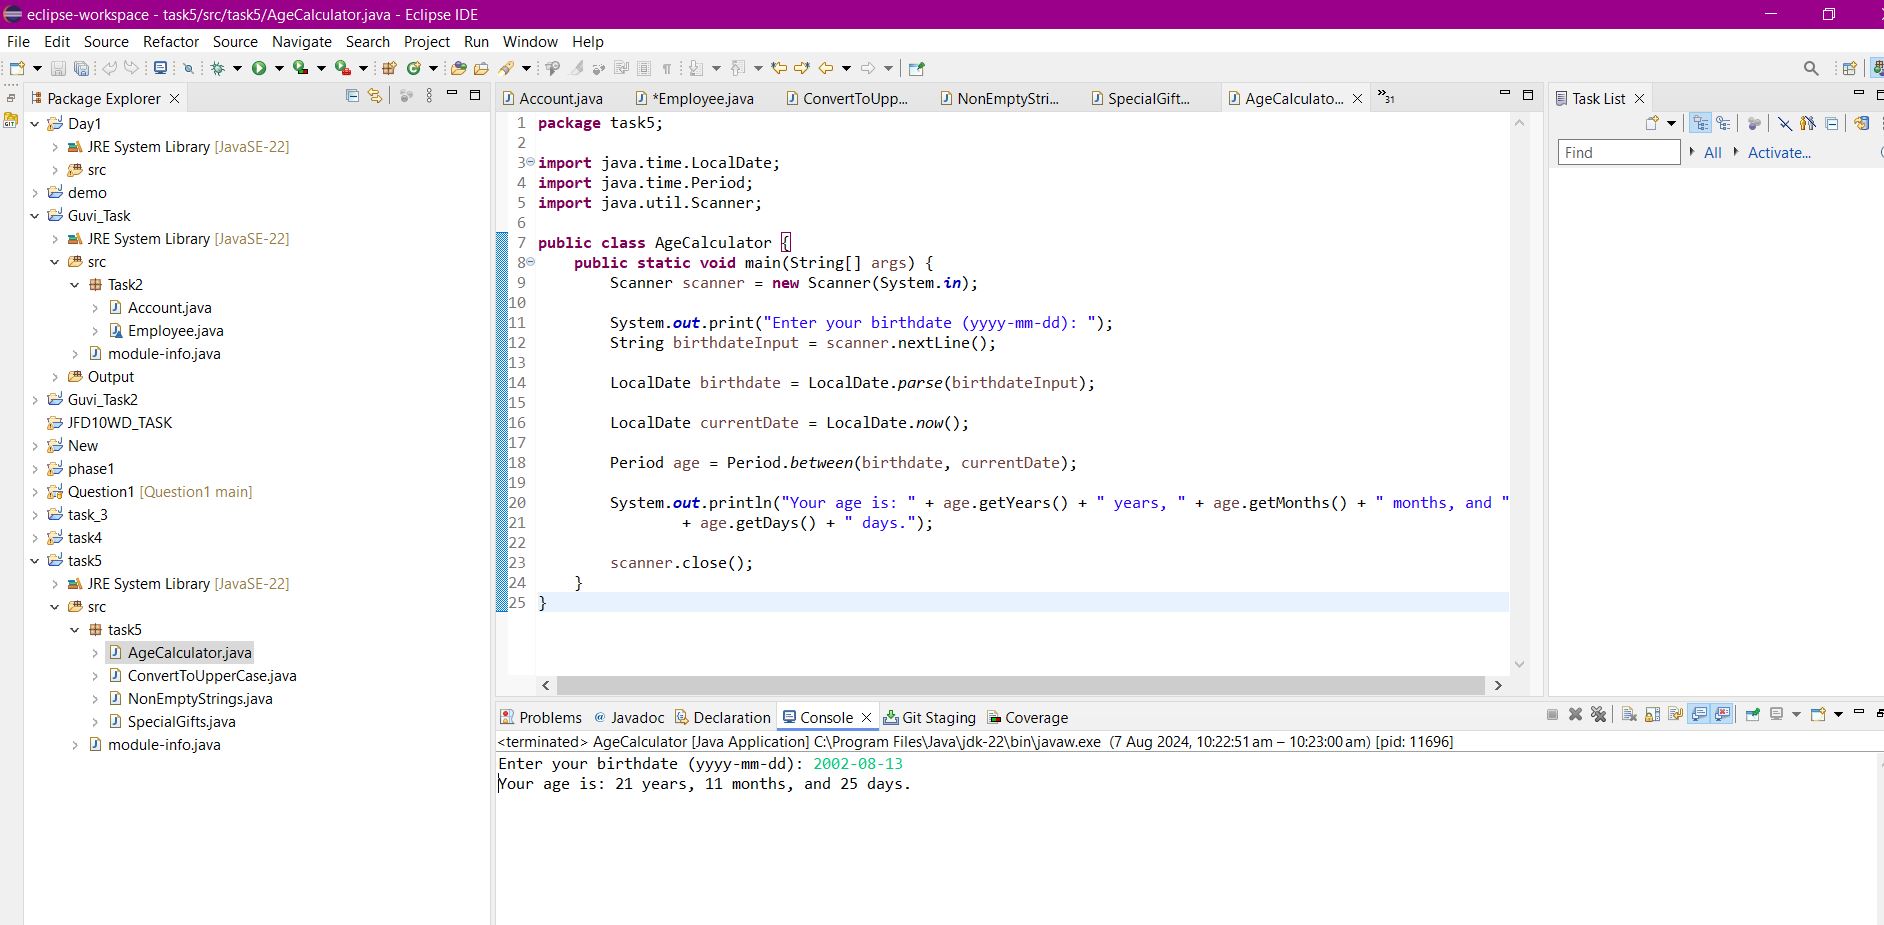 eclipse-workspace - task5/src/task5/AgeCalculator.java - Eclipse IDE
File Edit Source Refactor Source Navigate Search Project Run Window Help
Package Explorer
Day1
JRE System Library [JavaSE-22]
src
demo
Guvi_Task
JRE System Library [JavaSE-22]
src
Task2
Account.java
Employee.java
module-info.java
Output
Guvi_Task2
JFD10WD_TASK
New
phase1
Question1 [Question1 main]
task_3
task4
task5
JRE System Library [JavaSE-22]
src
task5
AgeCalculator.java
ConvertToUpperCase.java
NonEmptyStrings.java
SpecialGifts.java
module-info.java
Account.java *Employee.java ConvertToUpp... NonEmptyStri... SpecialGift... AgeCalculato... »31
1 package task5;
2
3 import java.time.LocalDate;
4 import java.time.Period;
5 import java.util.Scanner;
6
7 public class AgeCalculator {
8 public static void main(String[] args) {
9 Scanner scanner = new Scanner(System.in);
10
11 System.out.print("Enter your birthdate (yyyy-mm-dd): ");
12 String birthdateInput = scanner.nextLine();
13
14 LocalDate birthdate = LocalDate.parse(birthdateInput);
15
16 LocalDate currentDate = LocalDate.now();
17
18 Period age = Period.between(birthdate, currentDate);
19
20 System.out.println("Your age is: " + age.getYears() + " years, " + age.getMonths() + " months, and "
21 + age.getDays() + " days.");
22
23 scanner.close();
24 }
25 }
Task List
Find All Activate...
Problems @ Javadoc Declaration Console Git Staging Coverage
<terminated> AgeCalculator [Java Application] C:\Program Files\Java\jdk-22\bin\javaw.exe (7 Aug 2024, 10:22:51 am – 10:23:00 am) [pid: 11696]
Enter your birthdate (yyyy-mm-dd): 2002-08-13
Your age is: 21 years, 11 months, and 25 days.